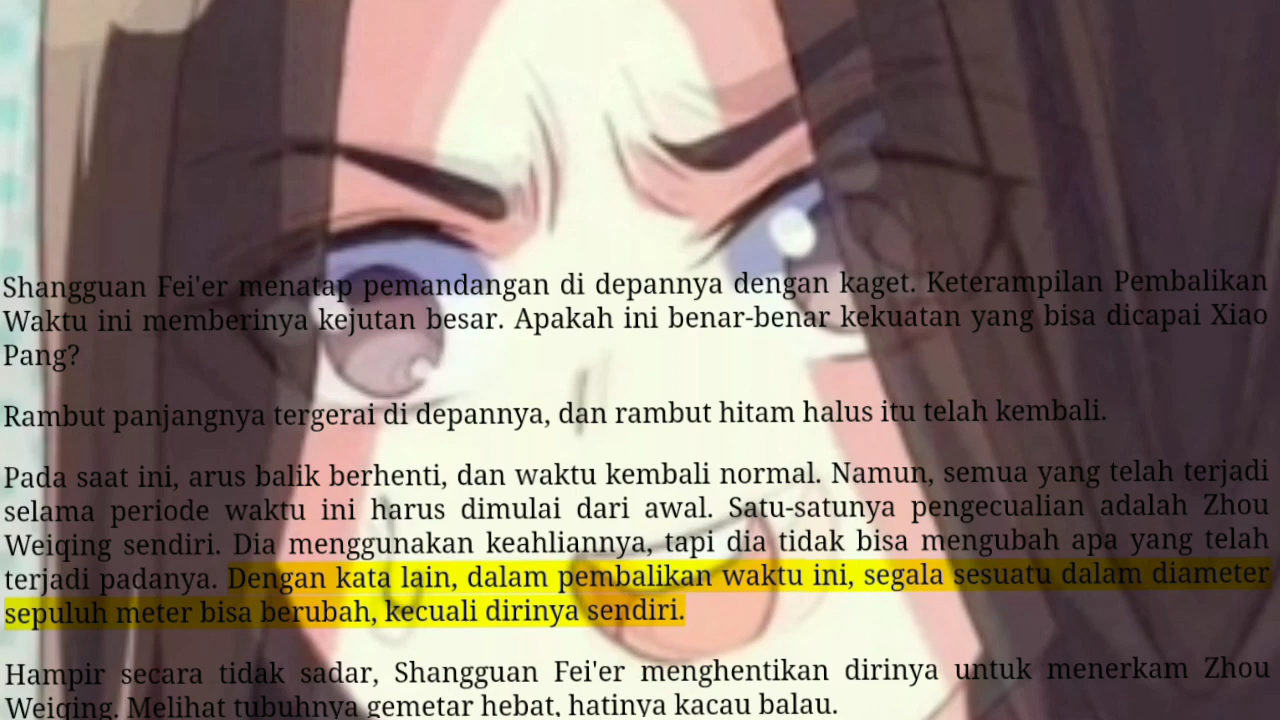 Shangguan Fei'er menatap pemandangan di depannya dengan kaget. Keterampilan Pembalikan
Waktu ini memberinya kejutan besar. Apakah ini benar-benar kekuatan yang bisa dicapai Xiao
Pang?
Rambut panjangnya tergerai di depannya, dan rambut hitam halus itu telah kembali.
Pada saat ini, arus balik berhenti, dan waktu kembali normal. Namun, semua yang telah terjadi
selama periode waktu ini harus dimulai dari awal. Satu-satunya pengecualian adalah Zhou
Weiqing sendiri. Dia menggunakan keahliannya, tapi dia tidak bisa mengubah apa yang telah
terjadi padanya. Dengan kata lain, dalam pembalikan waktu ini, segala sesuatu dalam diameter
sepuluh meter bisa berubah, kecuali dirinya sendiri.
Hampir secara tidak sadar, Shangguan Fei'er menghentikan dirinya untuk menerkam Zhou
Weiqing. Melihat tubuhnya gemetar hebat, hatinya kacau balau.